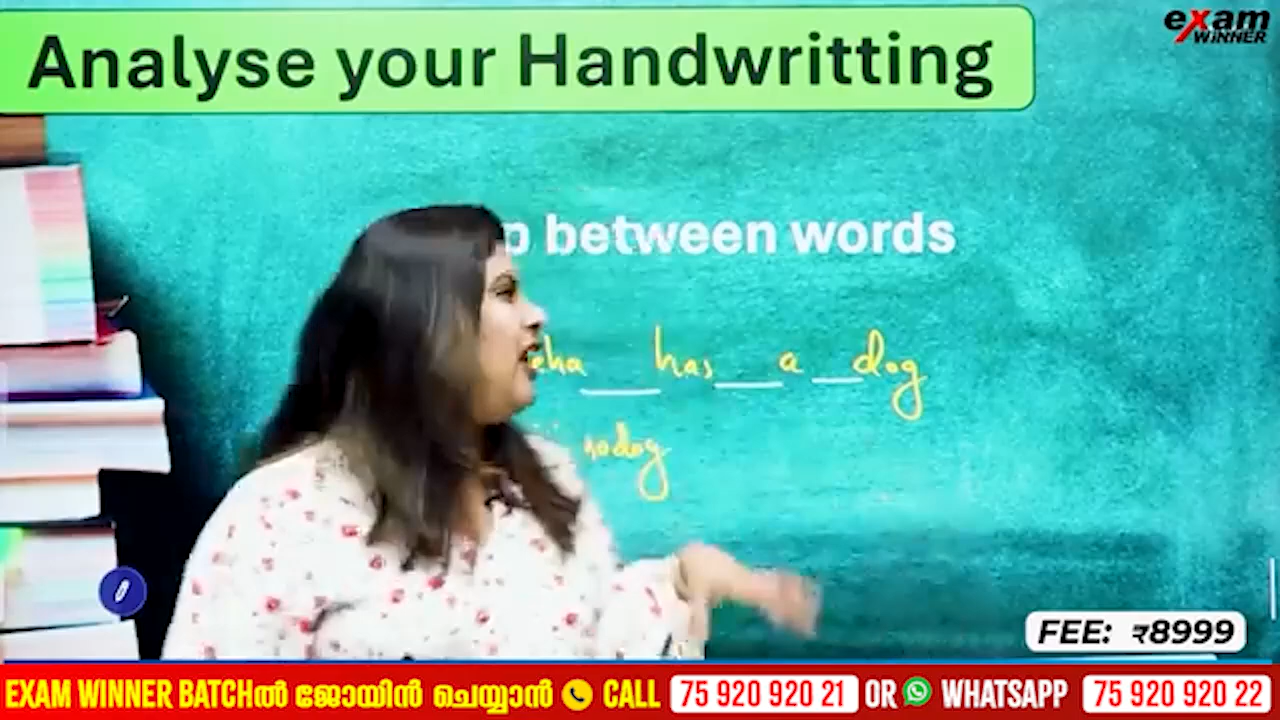 Analyse your Handwritting
exam
WINNER
between words
has a dog
FEE: ₹8999
EXAM WINNER BATCHൽ ജോയിൻ ചെയ്യാൻ CALL 75 920 920 21 OR WHATSAPP 75 920 920 22